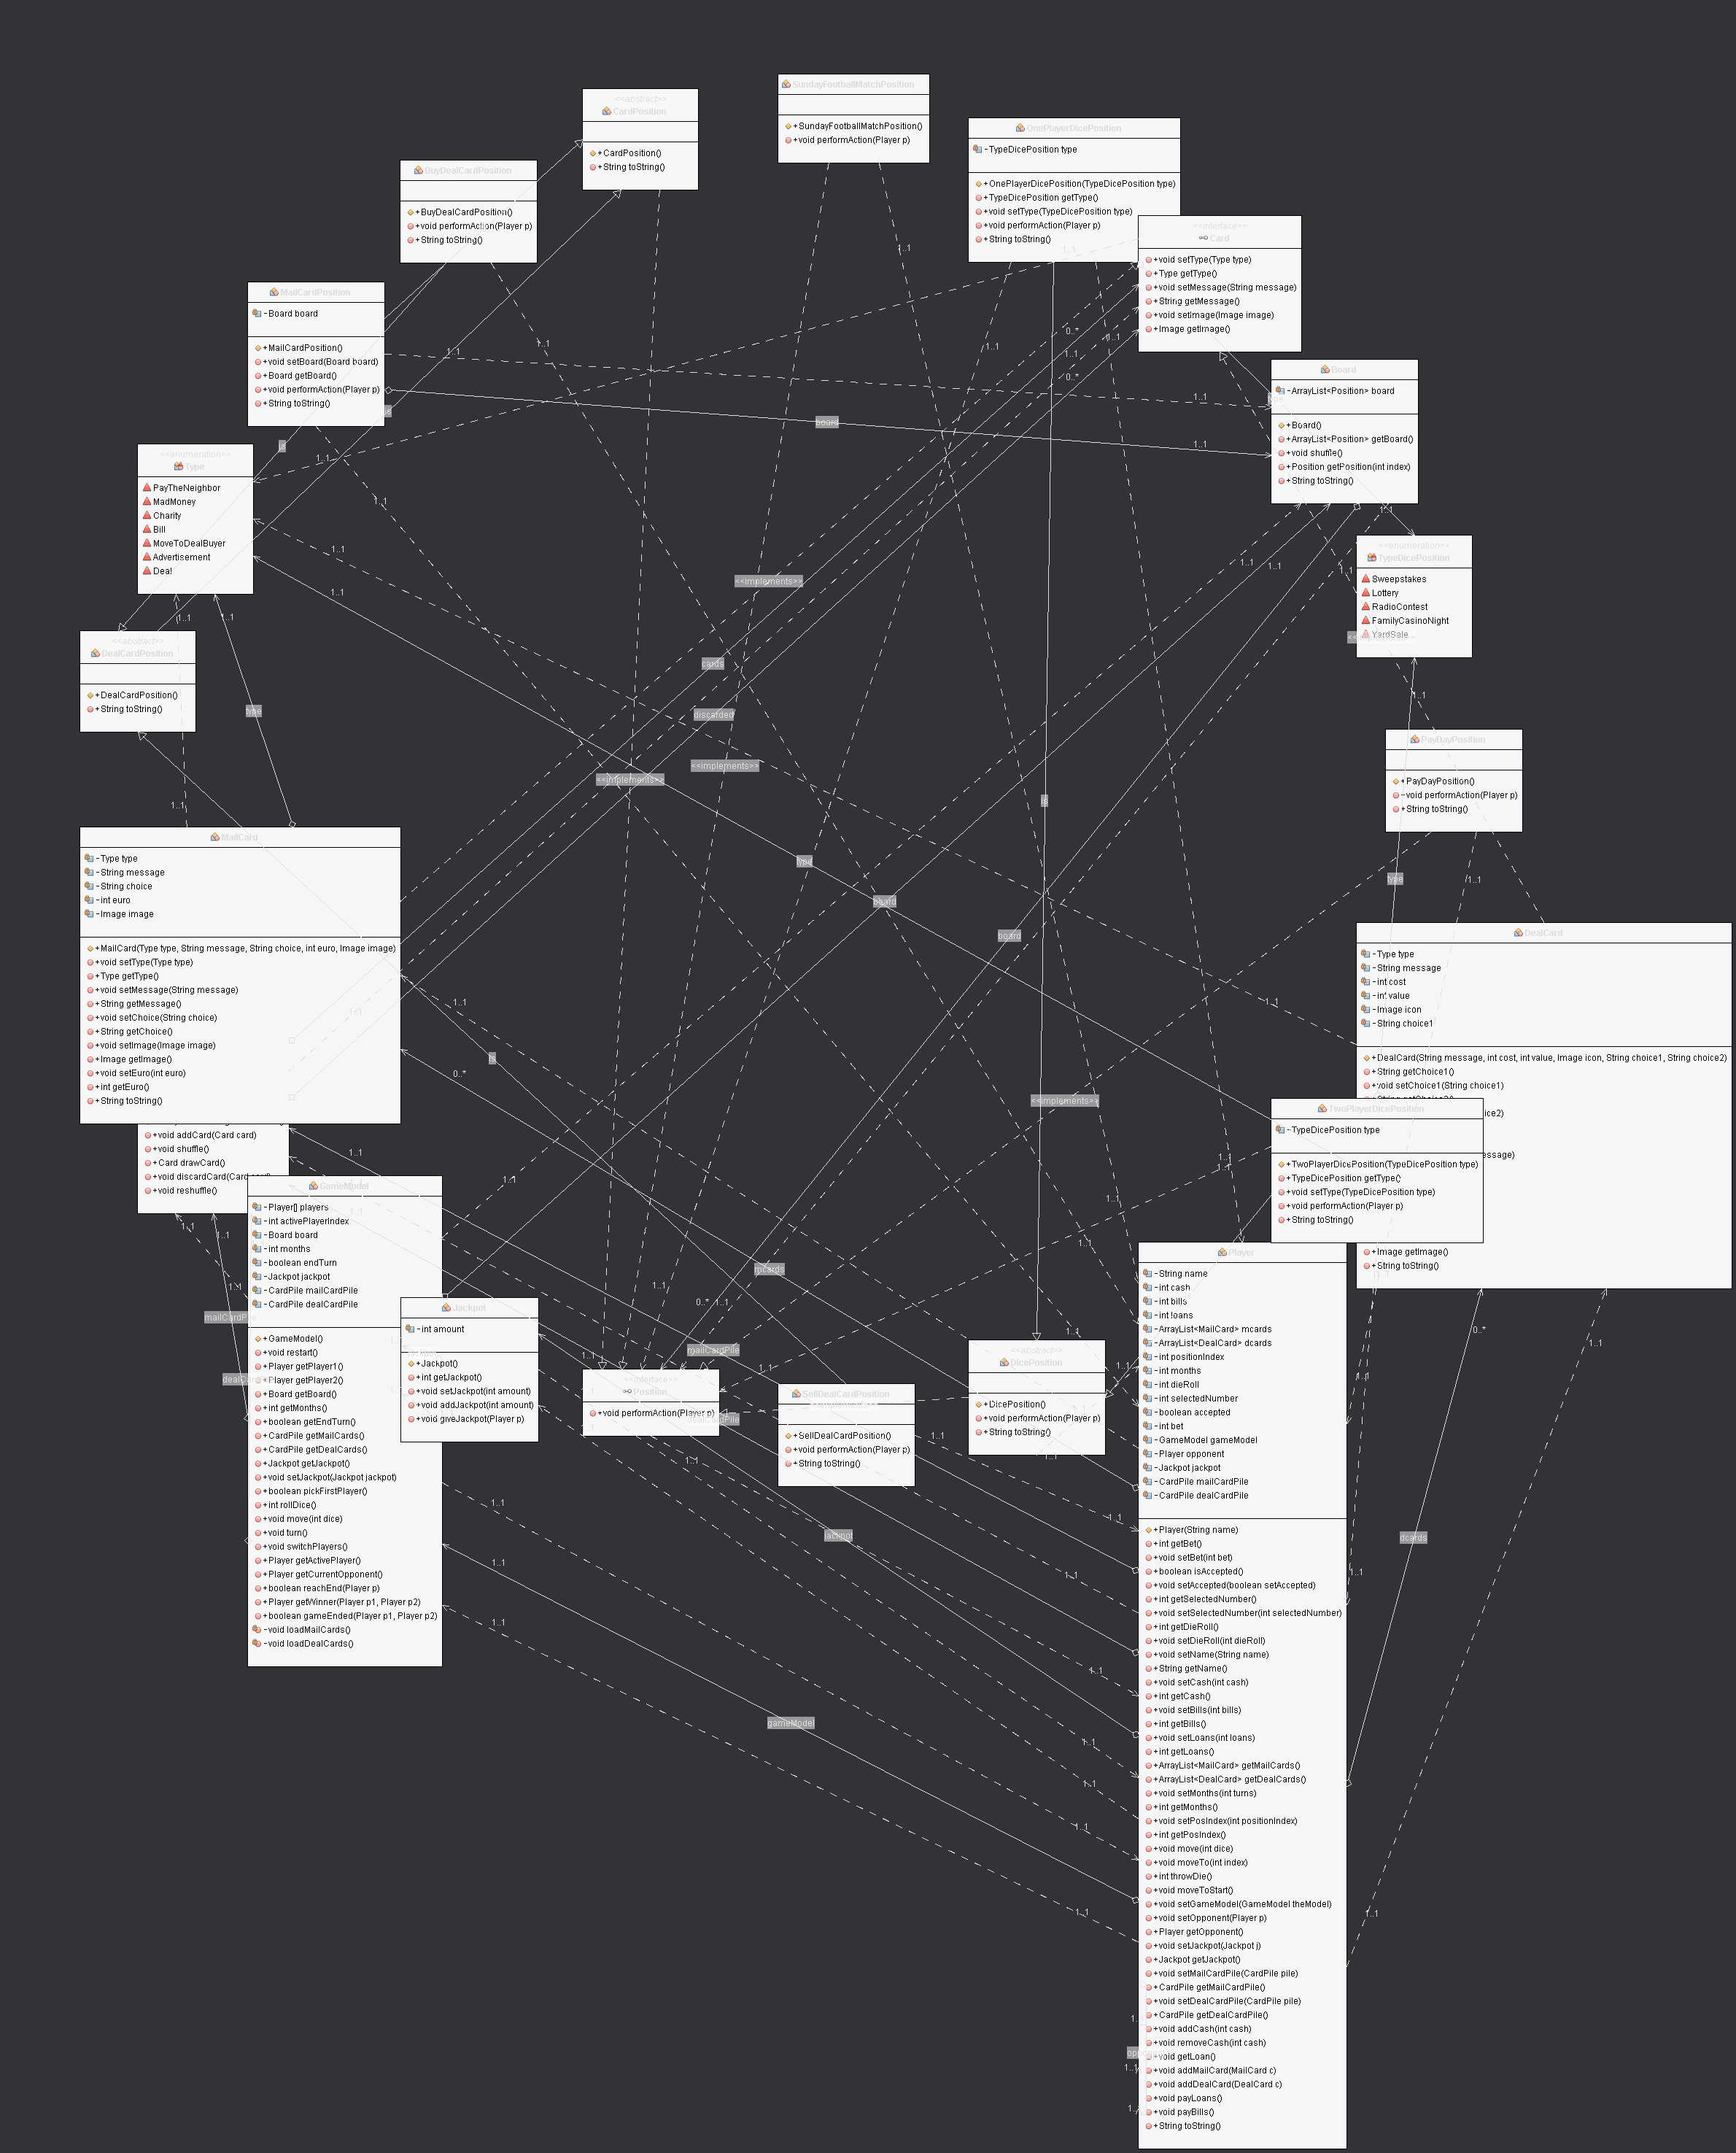 SundayFootballMatchPosition
+SundayFootballMatchPosition()
+void performAction(Player p)
<<abstract>>
CardPosition
+CardPosition()
+String toString()
OnePlayerDicePosition
-TypeDicePosition type
+OnePlayerDicePosition(TypeDicePosition type)
+TypeDicePosition getType()
+void setType(TypeDicePosition type)
+void performAction(Player p)
+String toString()
BuyDealCardPosition
+BuyDealCardPosition()
+void performAction(Player p)
+String toString()
<<interface>>
Card
+void setType(Type type)
+Type getType()
+void setMessage(String message)
+String getMessage()
+void setImage(Image image)
+Image getImage()
MailCardPosition
-Board board
+MailCardPosition()
+void setBoard(Board board)
+Board getBoard()
+void performAction(Player p)
+String toString()
Board
-ArrayList<Position> board
+Board()
+ArrayList<Position> getBoard()
+void shuffle()
+Position getPosition(int index)
+String toString()
<<enumeration>>
Type
PayTheNeighbor
MadMoney
Charity
Bill
MoveToDealBuyer
Advertisement
Deal
<<enumeration>>
TypeDicePosition
Sweepstakes
Lottery
RadioContest
FamilyCasinoNight
YardSale
<<abstract>>
DealCardPosition
+DealCardPosition()
+String toString()
PayDayPosition
+PayDayPosition()
+void performAction(Player p)
+String toString()
MailCard
-Type type
-String message
-String choice
-int euro
-Image image
+MailCard(Type type, String message, String choice, int euro, Image image)
+void setType(Type type)
+Type getType()
+void setMessage(String message)
+String getMessage()
+void setChoice(String choice)
+String getChoice()
+void setImage(Image image)
+Image getImage()
+void setEuro(int euro)
+int getEuro()
+String toString()
DealCard
-Type type
-String message
-int cost
-int value
-Image icon
-String choice1
+DealCard(String message, int cost, int value, Image icon, String choice1, String choice2)
+String getChoice1()
+void setChoice1(String choice1)
+Image getImage()
+String toString()
TwoPlayerDicePosition
-TypeDicePosition type
+TwoPlayerDicePosition(TypeDicePosition type)
+TypeDicePosition getType()
+void setType(TypeDicePosition type)
+void performAction(Player p)
+String toString()
+void addCard(Card card)
+void shuffle()
+Card drawCard()
+void discardCard(Card card)
+void reshuffle()
GameModel
-Player[] players
-int activePlayerIndex
-Board board
-int months
-boolean endTurn
-Jackpot jackpot
-CardPile mailCardPile
-CardPile dealCardPile
+GameModel()
+void restart()
+Player getPlayer1()
+Player getPlayer2()
+Board getBoard()
+int getMonths()
+boolean getEndTurn()
+CardPile getMailCards()
+CardPile getDealCards()
+Jackpot getJackpot()
+void setJackpot(Jackpot jackpot)
+boolean pickFirstPlayer()
+int rollDice()
+void move(int dice)
+void turn()
+void switchPlayers()
+Player getActivePlayer()
+Player getCurrentOpponent()
+boolean reachEnd(Player p)
+Player getWinner(Player p1, Player p2)
+boolean gameEnded(Player p1, Player p2)
-void loadMailCards()
-void loadDealCards()
Jackpot
-int amount
+Jackpot()
+int getJackpot()
+void setJackpot(int amount)
+void addJackpot(int amount)
+void giveJackpot(Player p)
<<interface>>
Position
+void performAction(Player p)
SellDealCardPosition
+SellDealCardPosition()
+void performAction(Player p)
+String toString()
<<abstract>>
DicePosition
+DicePosition()
+void performAction(Player p)
+String toString()
Player
-String name
-int cash
-int bills
-int loans
-ArrayList<MailCard> mcards
-ArrayList<DealCard> dcards
-int positionIndex
-int months
-int dieRoll
-int selectedNumber
-boolean accepted
-int bet
-GameModel gameModel
-Player opponent
-Jackpot jackpot
-CardPile mailCardPile
-CardPile dealCardPile
+Player(String name)
+int getBet()
+void setBet(int bet)
+boolean isAccepted()
+void setAccepted(boolean setAccepted)
+int getSelectedNumber()
+void setSelectedNumber(int selectedNumber)
+int getDieRoll()
+void setDieRoll(int dieRoll)
+void setName(String name)
+String getName()
+void setCash(int cash)
+int getCash()
+void setBills(int bills)
+int getBills()
+void setLoans(int loans)
+int getLoans()
+ArrayList<MailCard> getMailCards()
+ArrayList<DealCard> getDealCards()
+void setMonths(int turns)
+int getMonths()
+void setPosIndex(int positionIndex)
+int getPosIndex()
+void move(int dice)
+void moveTo(int index)
+int throwDie()
+void moveToStart()
+void setGameModel(GameModel theModel)
+void setOpponent(Player p)
+Player getOpponent()
+void setJackpot(Jackpot j)
+Jackpot getJackpot()
+void setMailCardPile(CardPile pile)
+CardPile getMailCardPile()
+void setDealCardPile(CardPile pile)
+CardPile getDealCardPile()
+void addCash(int cash)
+void removeCash(int cash)
+void getLoan()
+void addMailCard(MailCard c)
+void addDealCard(DealCard c)
+void payLoans()
+void payBills()
+String toString()
board
<<implements>>
cards
discarded
<<implements>>
<<implements>>
type
type
board
board
type
<<implements>>
mcards
mailCardPile
jackpot
dcards
gameModel